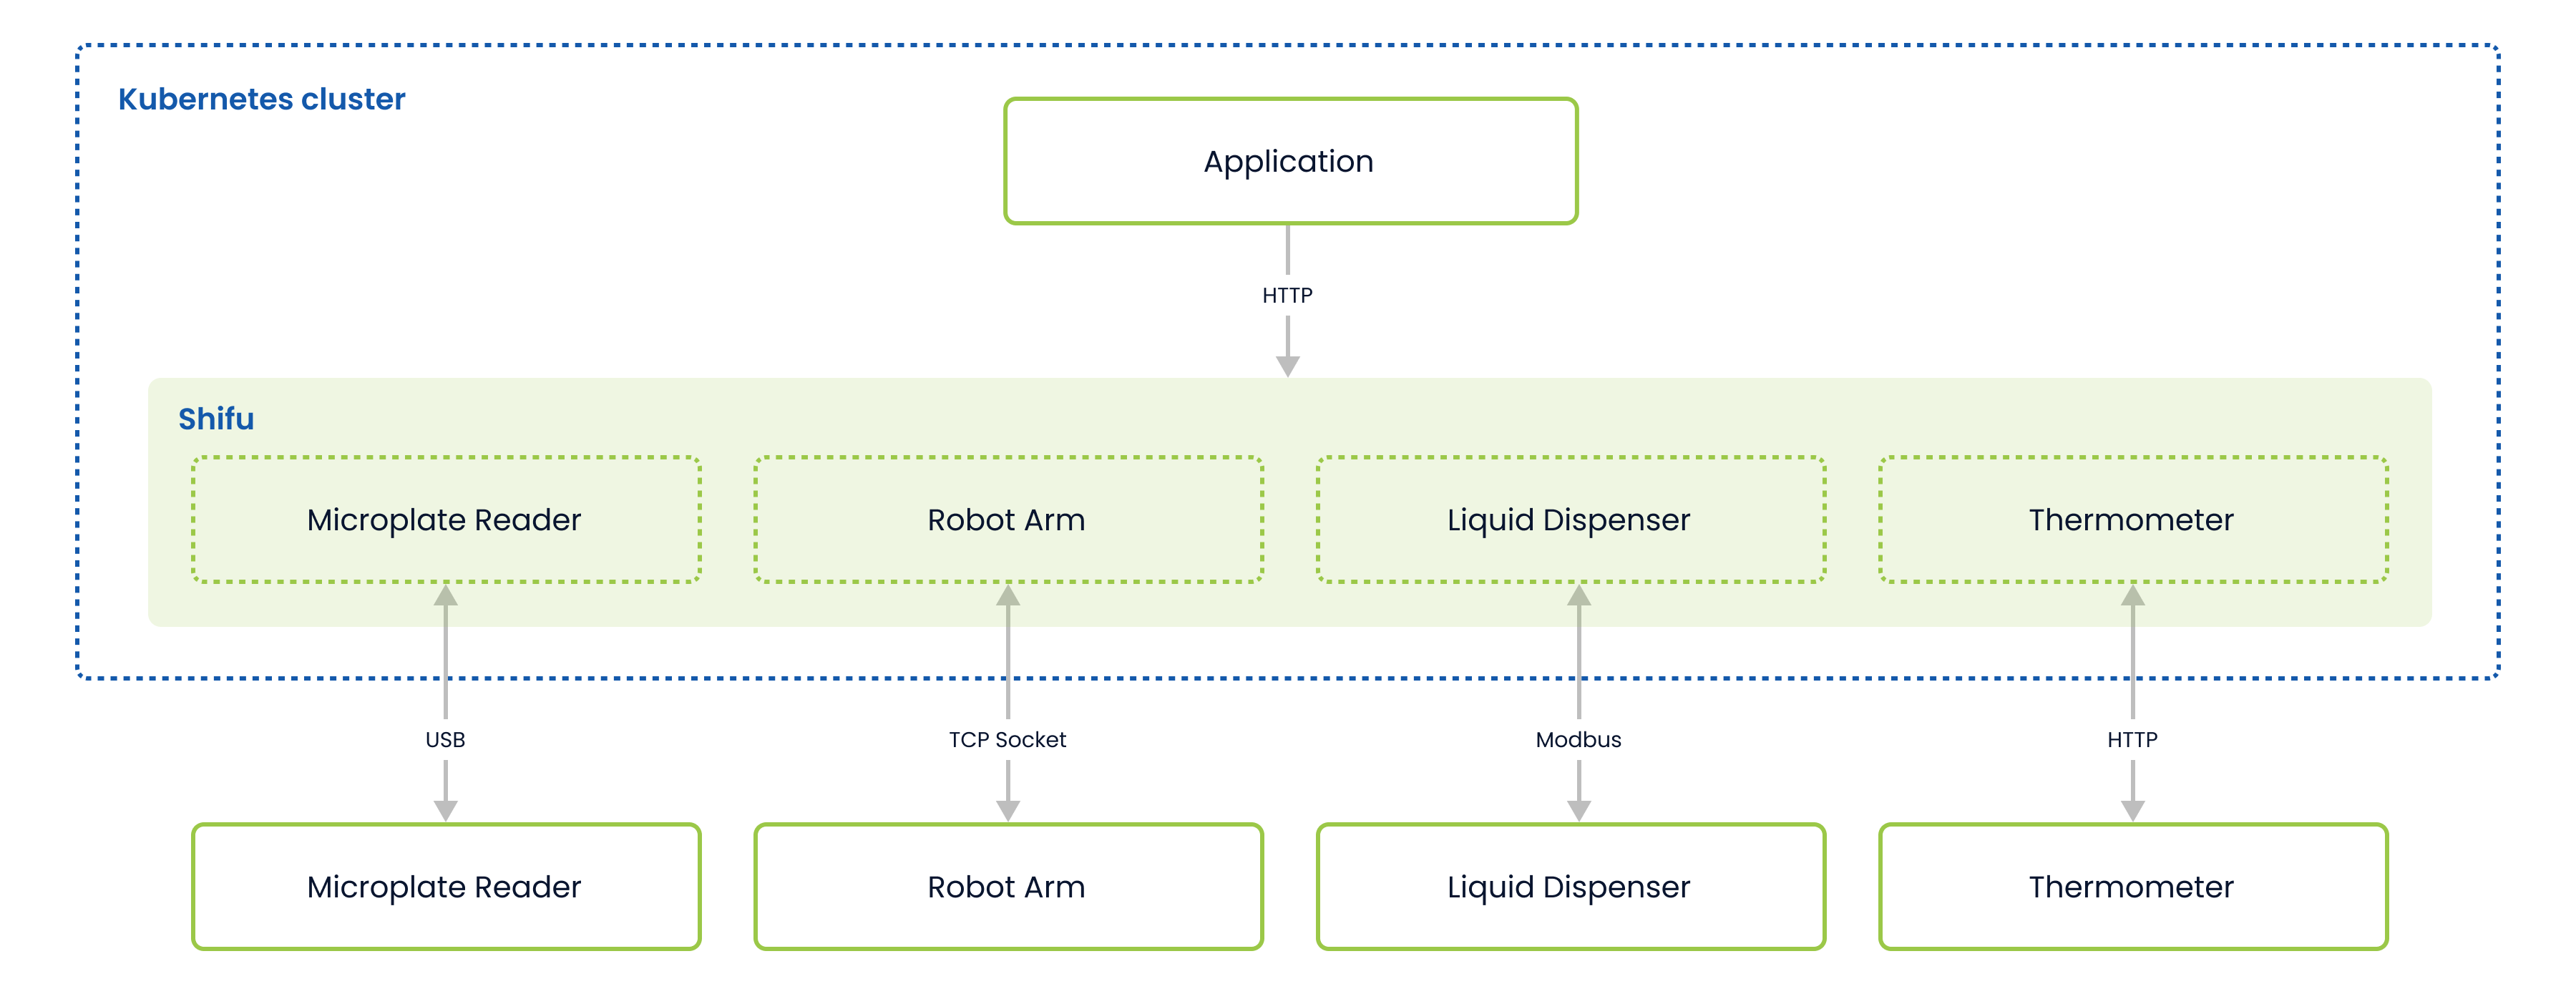 Kubernetes cluster
Application
HTTP
Shifu
Microplate Reader
Robot Arm
Liquid Dispenser
Thermometer
USB
TCP Socket
Modbus
HTTP
Microplate Reader
Robot Arm
Liquid Dispenser
Thermometer